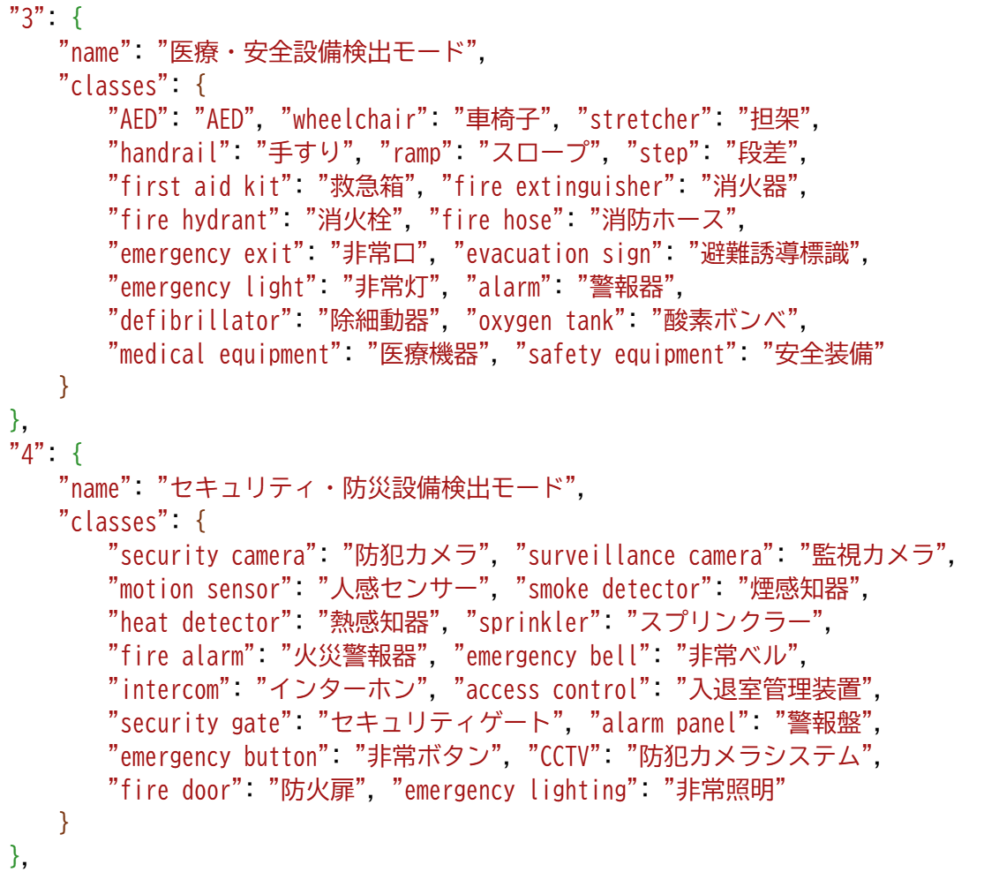 "3": {
    "name": "医療・安全設備検出モード",
    "classes": {
        "AED": "AED", "wheelchair": "車椅子", "stretcher": "担架",
        "handrail": "手すり", "ramp": "スロープ", "step": "段差",
        "first aid kit": "救急箱", "fire extinguisher": "消火器",
        "fire hydrant": "消火栓", "fire hose": "消防ホース",
        "emergency exit": "非常口", "evacuation sign": "避難誘導標識",
        "emergency light": "非常灯", "alarm": "警報器",
        "defibrillator": "除細動器", "oxygen tank": "酸素ボンベ",
        "medical equipment": "医療機器", "safety equipment": "安全装備"
    }
},
"4": {
    "name": "セキュリティ・防災設備検出モード",
    "classes": {
        "security camera": "防犯カメラ", "surveillance camera": "監視カメラ",
        "motion sensor": "人感センサー", "smoke detector": "煙感知器",
        "heat detector": "熱感知器", "sprinkler": "スプリンクラー",
        "fire alarm": "火災警報器", "emergency bell": "非常ベル",
        "intercom": "インターホン", "access control": "入退室管理装置",
        "security gate": "セキュリティゲート", "alarm panel": "警報盤",
        "emergency button": "非常ボタン", "CCTV": "防犯カメラシステム",
        "fire door": "防火扉", "emergency lighting": "非常照明"
    }
},